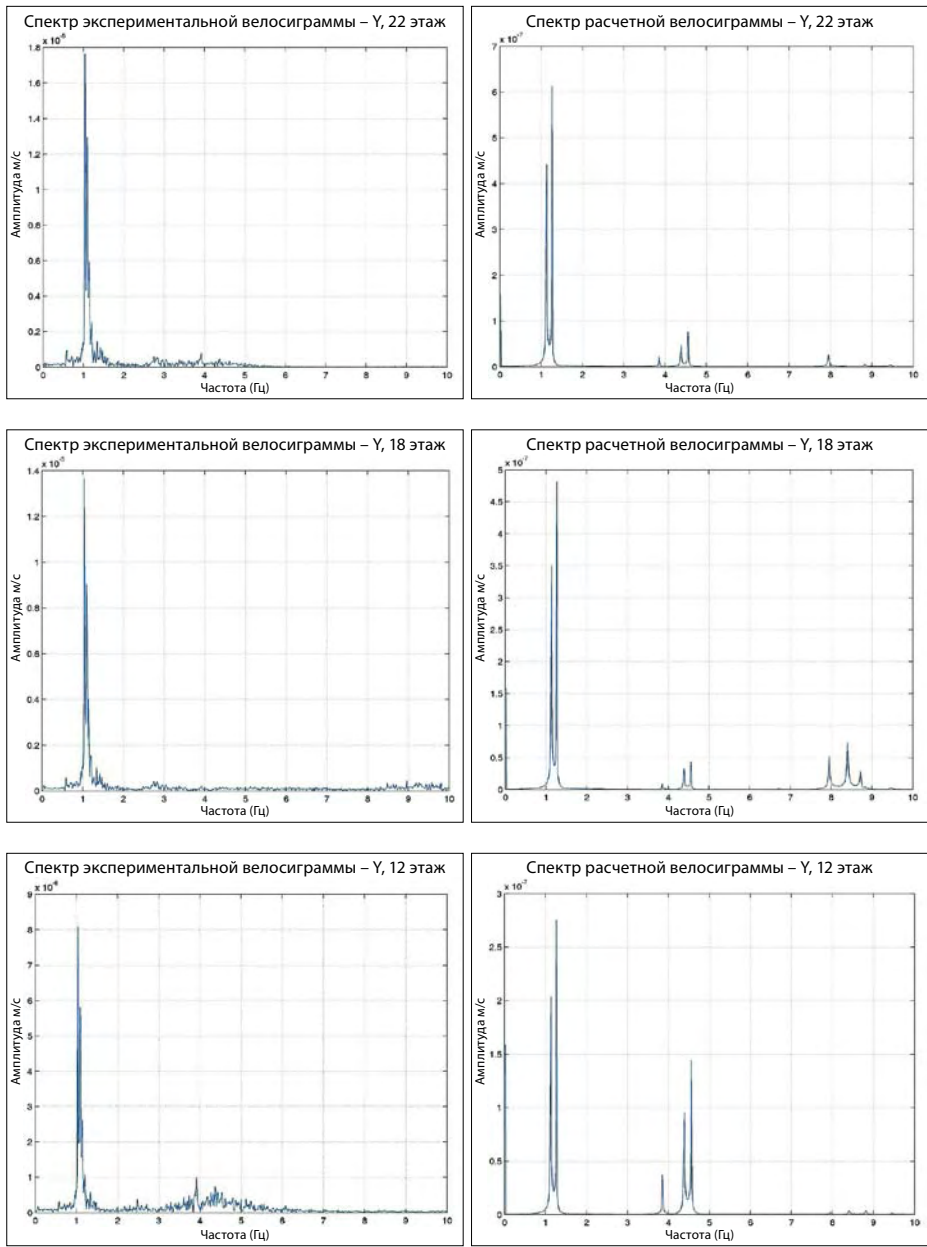 Спектр экспериментальной велосиграммы – Y, 22 этаж
x 10⁻⁵
1.8
1.6
1.4
1.2
1
0.8
0.6
0.4
0.2
0
Амплитуда м/с
0 1 2 3 4 5 6 7 8 9 10
Частота (Гц)
Спектр расчетной велосиграммы – Y, 22 этаж
x 10⁻⁷
7
6
5
4
3
2
1
0
Амплитуда м/с
0 1 2 3 4 5 6 7 8 9 10
Частота (Гц)
Спектр экспериментальной велосиграммы – Y, 18 этаж
x 10⁻⁵
1.4
1.2
1
0.8
0.6
0.4
0.2
0
Амплитуда м/с
0 1 2 3 4 5 6 7 8 9 10
Частота (Гц)
Спектр расчетной велосиграммы – Y, 18 этаж
x 10⁻⁷
5
4.5
4
3.5
3
2.5
2
1.5
1
0.5
0
Амплитуда м/с
0 1 2 3 4 5 6 7 8 9 10
Частота (Гц)
Спектр экспериментальной велосиграммы – Y, 12 этаж
x 10⁻⁶
9
8
7
6
5
4
3
2
1
0
Амплитуда м/с
0 1 2 3 4 5 6 7 8 9 10
Частота (Гц)
Спектр расчетной велосиграммы – Y, 12 этаж
x 10⁻⁷
3
2.5
2
1.5
1
0.5
0
Амплитуда м/с
0 1 2 3 4 5 6 7 8 9 10
Частота (Гц)